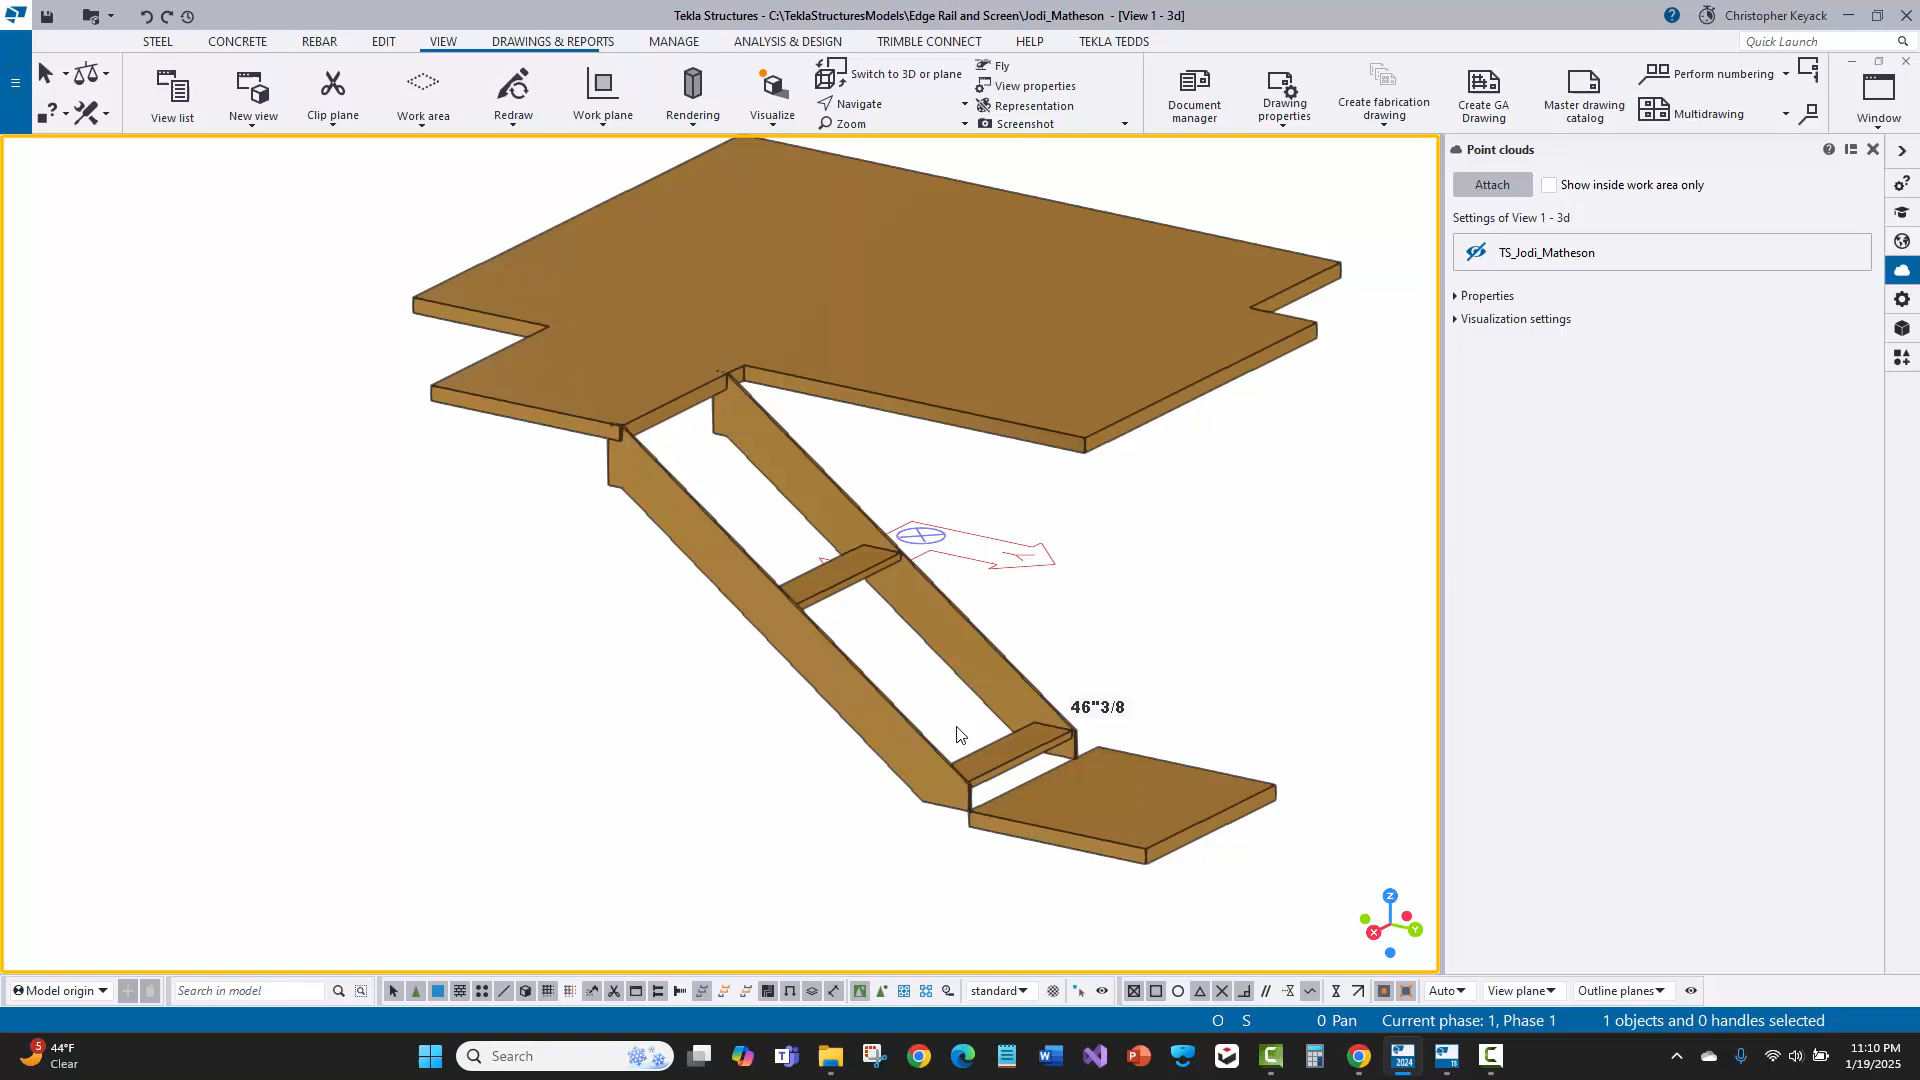 Tekla Structures - C:\TeklaStructuresModels\Edge Rail and Screen\Jodi_Matheson - [View 1 - 3d]
Christopher Keyack
STEEL CONCRETE REBAR EDIT VIEW DRAWINGS & REPORTS MANAGE ANALYSIS & DESIGN TRIMBLE CONNECT HELP TEKLA TEDDS
Quick Launch
View list
New view
Clip plane
Work area
Redraw
Work plane
Rendering
Visualize
Switch to 3D or plane
Navigate
Zoom
Fly
View properties
Representation
Screenshot
Document
manager
Drawing
properties
Create fabrication
drawing
Create GA
Drawing
Master drawing
catalog
Perform numbering
Multidrawing
Window
Point clouds
Attach
Show inside work area only
Settings of View 1 - 3d
TS_Jodi_Matheson
Properties
Visualization settings
46"3/8
Z
X
Y
Model origin
Search in model
standard
Auto
View plane
Outline planes
O S 0 Pan Current phase: 1, Phase 1 1 objects and 0 handles selected
5
44°F
Clear
Search
2024
TS
11:10 PM
1/19/2025